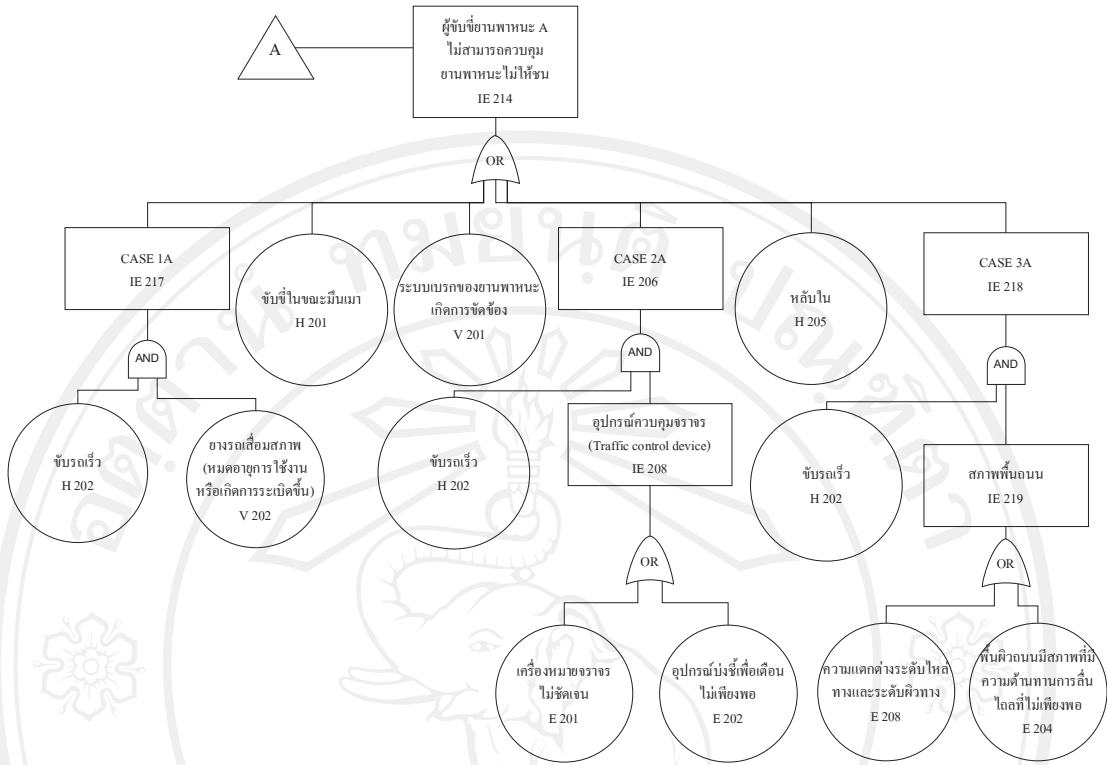 A
ผู้ขับขี่ยานพาหนะ A
ไม่สามารถควบคุม
ยานพาหนะไม่ให้ชน
IE 214
OR
CASE 1A
IE 217
ขับขี่ในขณะมึนเมา
H 201
ระบบเบรกของยานพาหนะ
เกิดการขัดข้อง
V 201
CASE 2A
IE 206
หลับใน
H 205
CASE 3A
IE 218
AND
AND
AND
ขับรถเร็ว
H 202
ยางรถเสื่อมสภาพ
(หมดอายุการใช้งาน
หรือเกิดการระเบิดขึ้น)
V 202
ขับรถเร็ว
H 202
อุปกรณ์ควบคุมจราจร
(Traffic control device)
IE 208
ขับรถเร็ว
H 202
สภาพพื้นถนน
IE 219
OR
OR
เครื่องหมายจราจร
ไม่ชัดเจน
E 201
อุปกรณ์บ่งชี้เพื่อเตือน
ไม่เพียงพอ
E 202
ความแตกต่างระดับไหล่
ทางและระดับผิวทาง
E 208
พื้นผิวถนนมีสภาพที่มี
ความต้านทานการลื่น
ไถลที่ไม่เพียงพอ
E 204